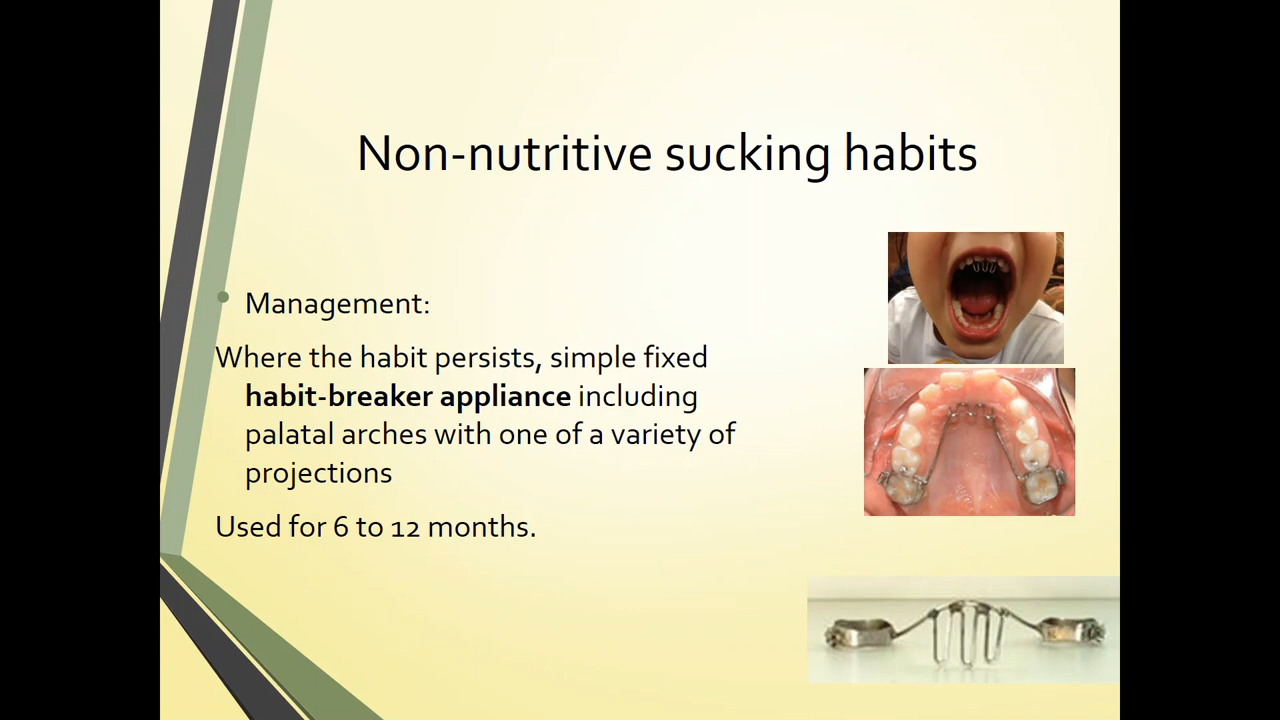 Non-nutritive sucking habits
Management:
Where the habit persists, simple fixed
habit-breaker appliance including
palatal arches with one of a variety of
projections
Used for 6 to 12 months.